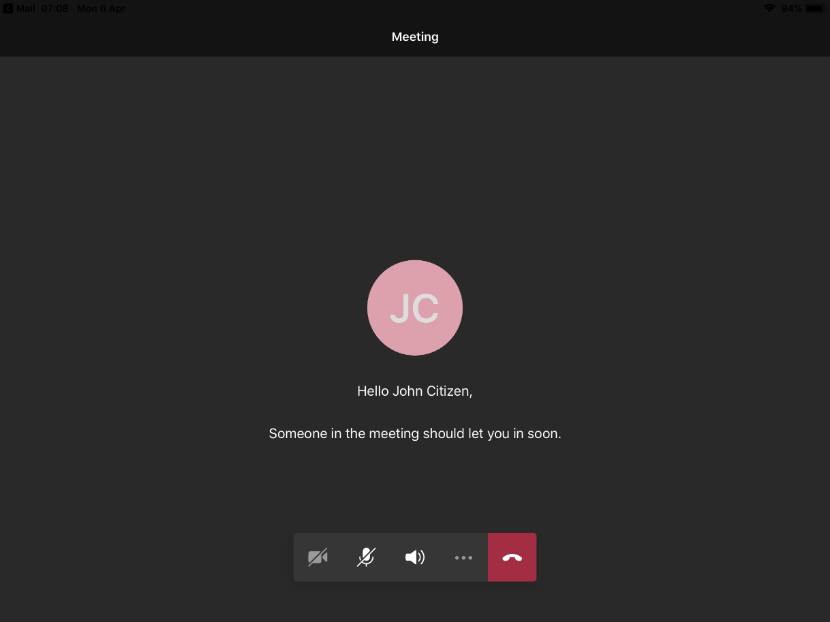 Mail 07:08 Mon 6 Apr 94%
Meeting
JC
Hello John Citizen,
Someone in the meeting should let you in soon.